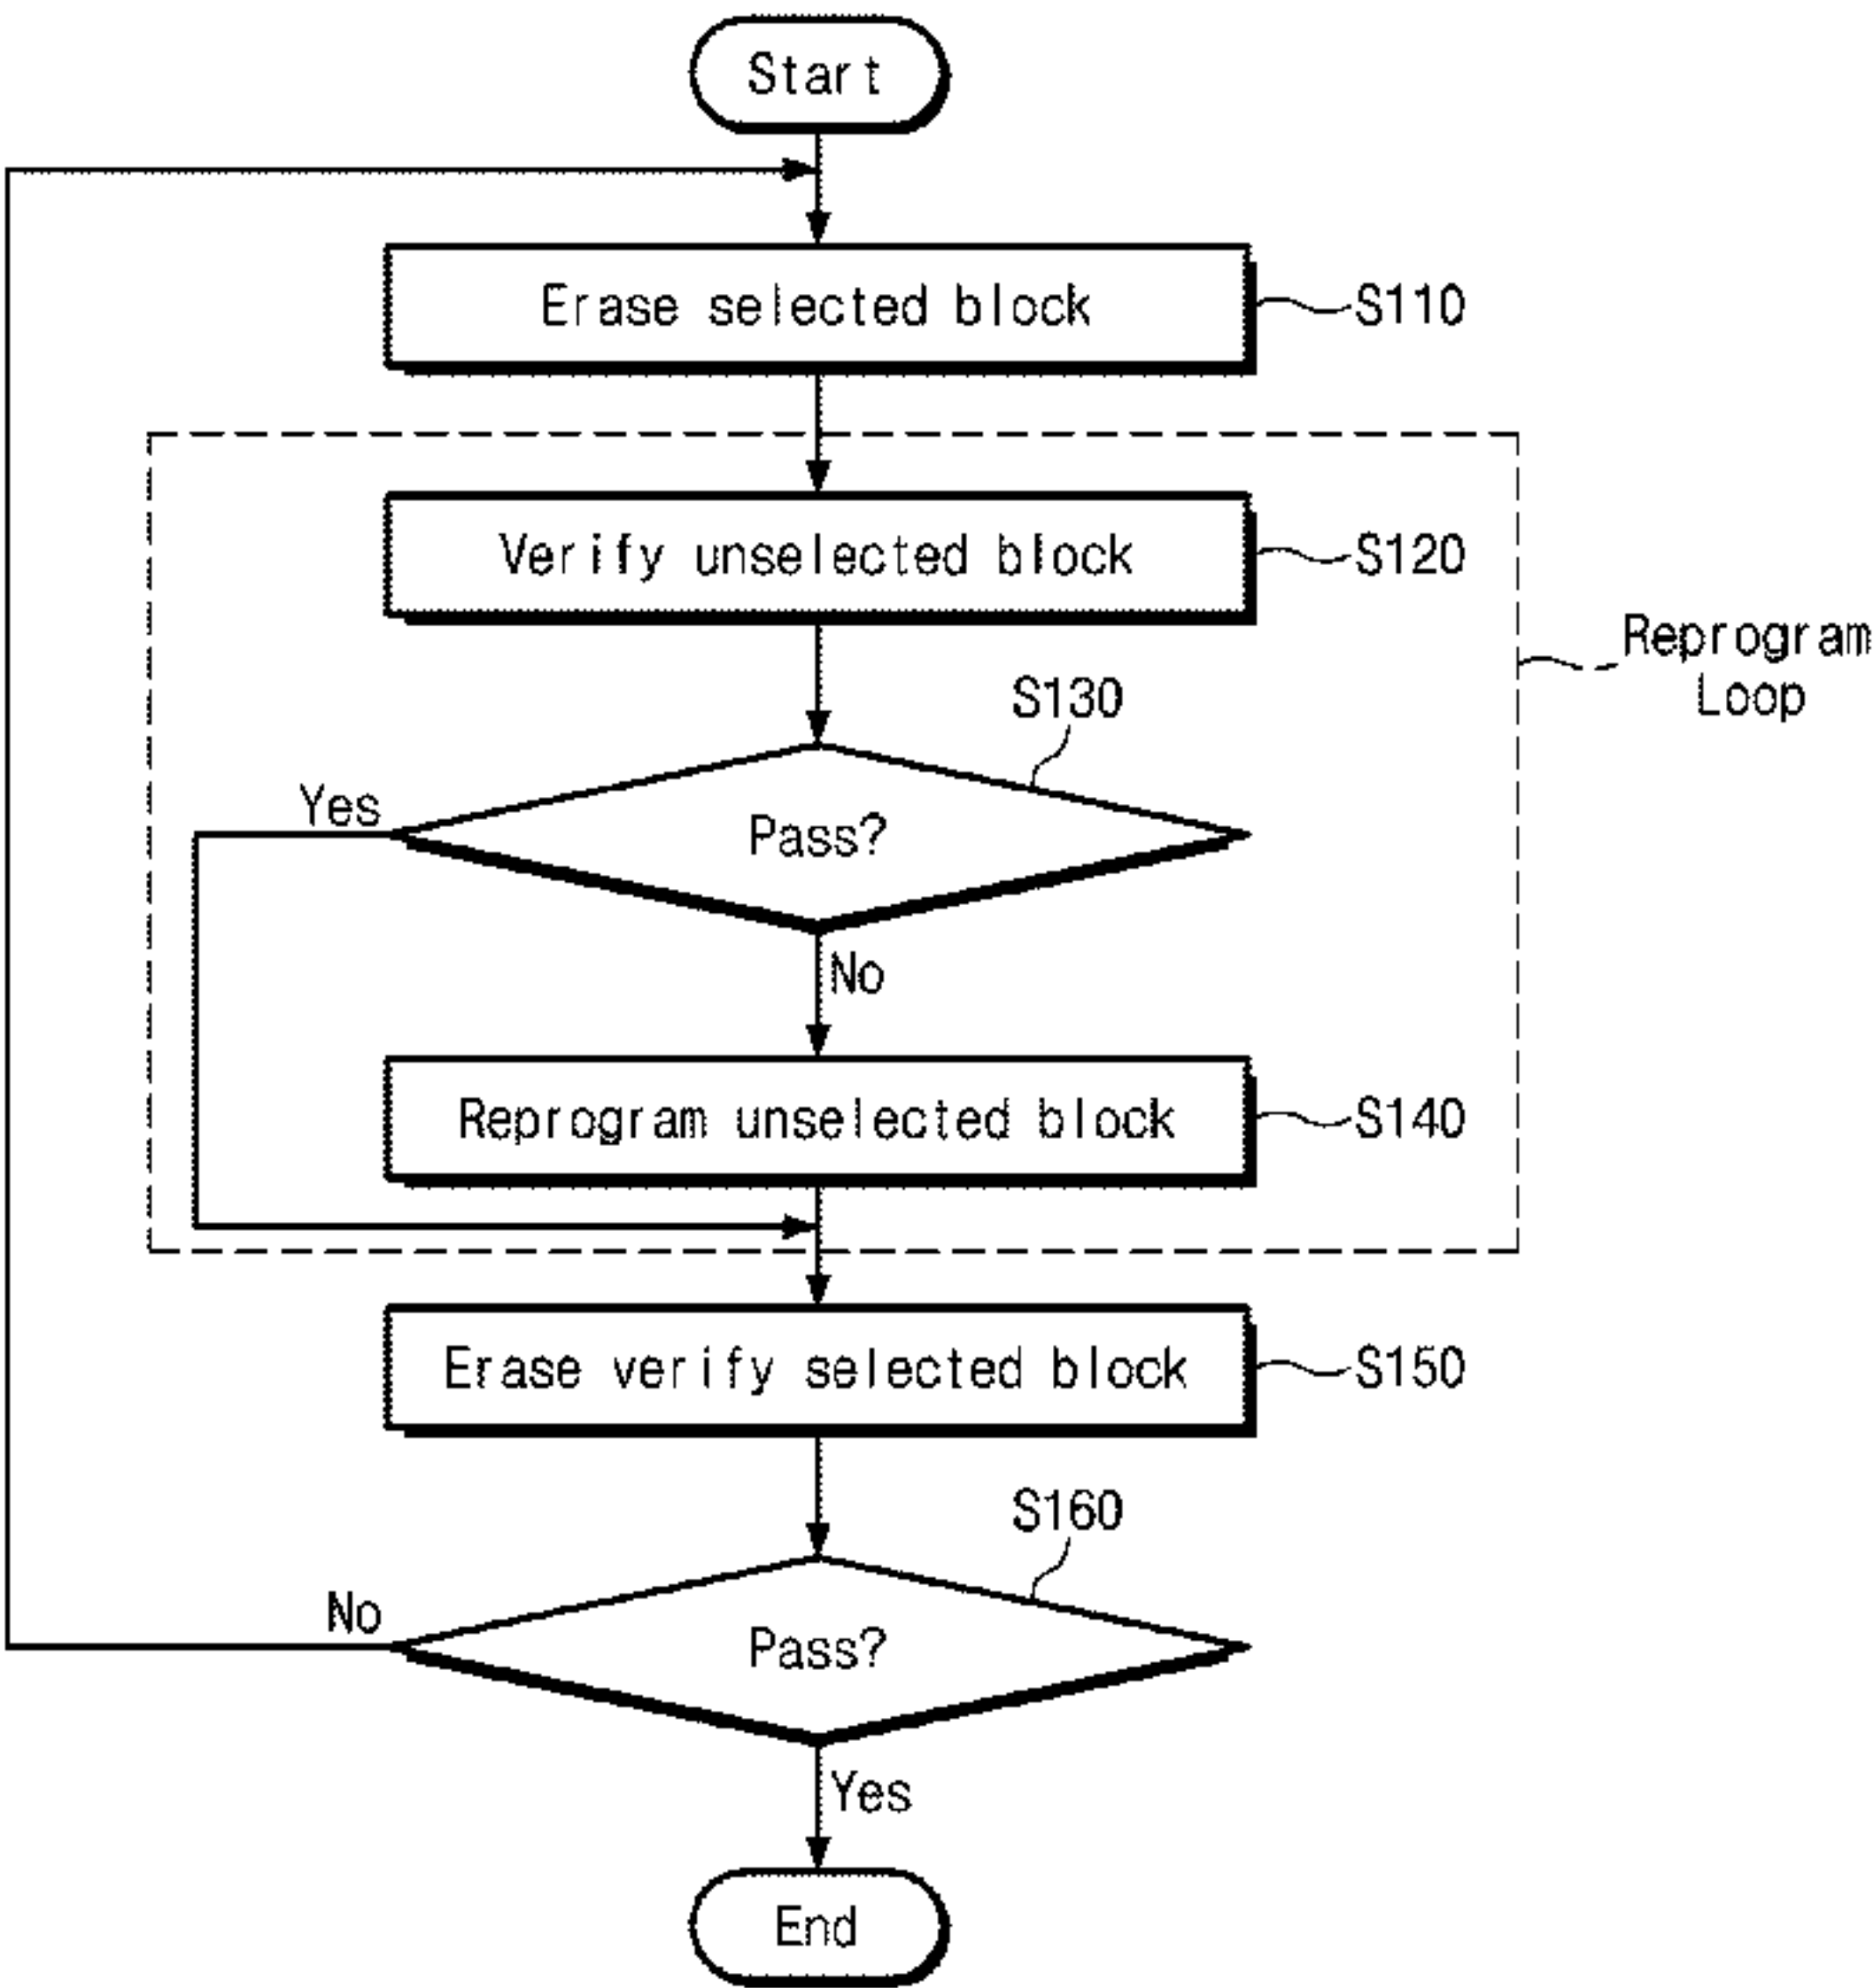 Start
Erase selected block
S110
Verify unselected block
S120
Reprogram
Loop
S130
Yes
Pass?
No
Reprogram unselected block
S140
Erase verify selected block
S150
S160
No
Pass?
Yes
End